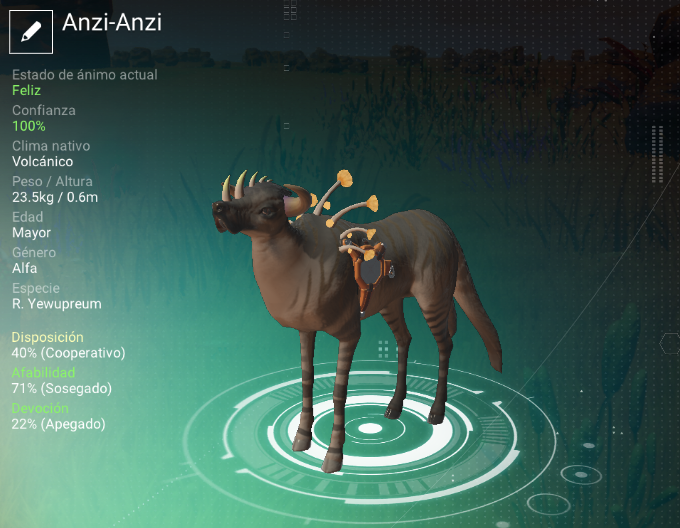 Anzi-Anzi
Estado de ánimo actual
Feliz
Confianza
100%
Clima nativo
Volcánico
Peso / Altura
23.5kg / 0.6m
Edad
Mayor
Género
Alfa
Especie
R. Yewupreum
Disposición
40% (Cooperativo)
Afabilidad
71% (Sosegado)
Devoción
22% (Apegado)